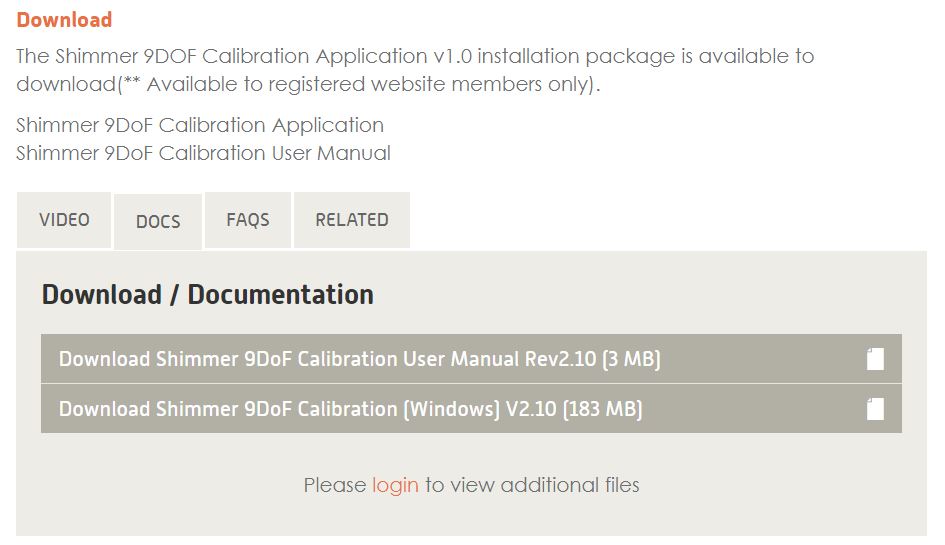 Download
The Shimmer 9DOF Calibration Application v1.0 installation package is available to
download(** Available to registered website members only).
Shimmer 9DoF Calibration Application
Shimmer 9DoF Calibration User Manual
VIDEO DOCS FAQS RELATED
Download / Documentation
Download Shimmer 9DoF Calibration User Manual Rev2.10 (3 MB)
Download Shimmer 9DoF Calibration (Windows) V2.10 (183 MB)
Please login to view additional files